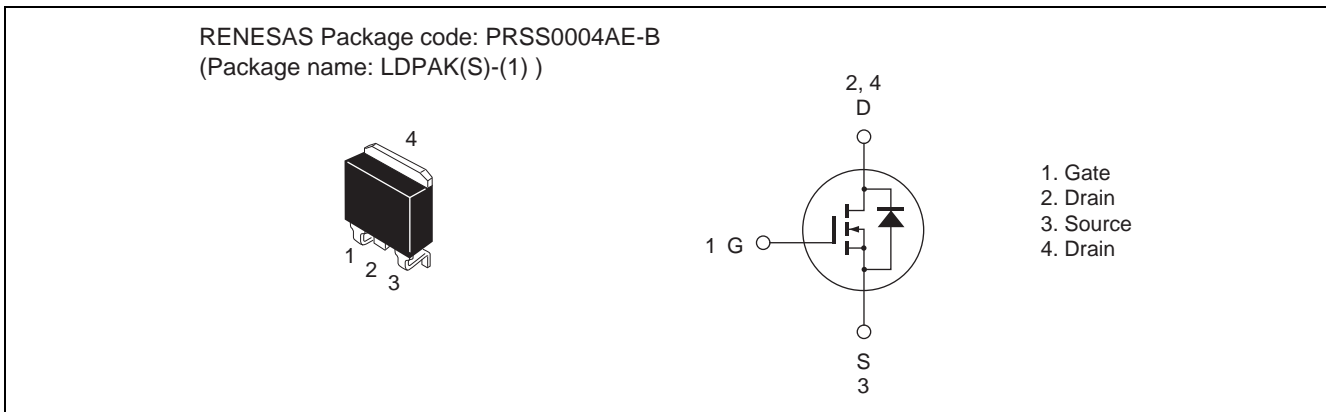 RENESAS Package code: PRSS0004AE-B
(Package name: LDPAK(S)-(1) )
4
1
2
3
2, 4
D
1 G
S
3
1. Gate
2. Drain
3. Source
4. Drain